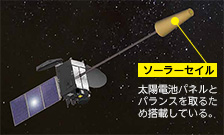 ソーラーセイル
太陽電池パネルと
バランスを取るた
め搭載している。